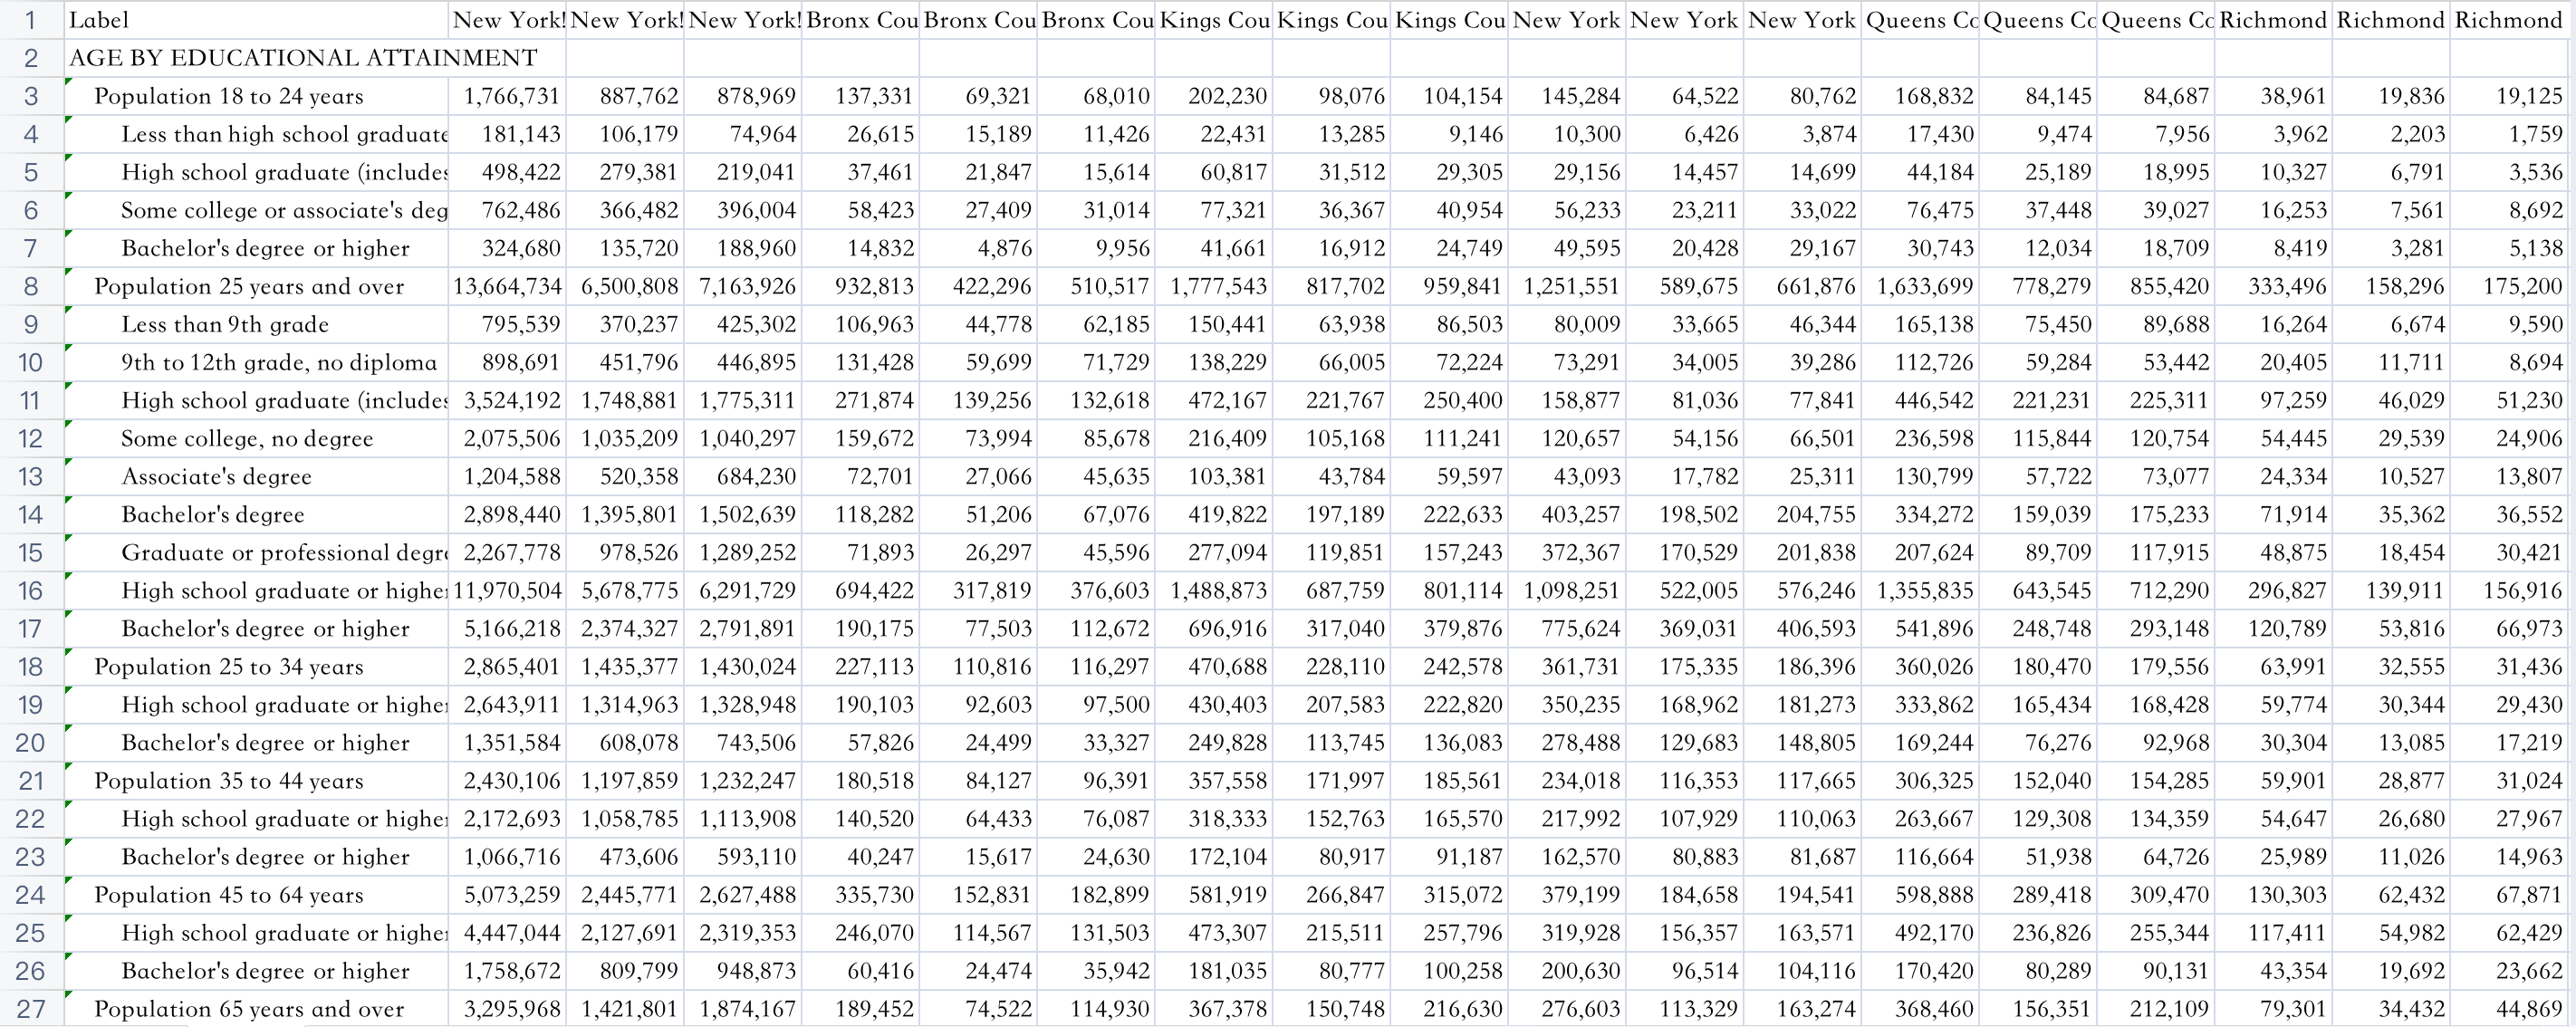 1 Label New York! New York! New York! Bronx Cou Bronx Cou Bronx Cou Kings Cou Kings Cou Kings Cou New York New York New York Queens Co Queens Co Queens Co Richmond Richmond Richmond
2 AGE BY EDUCATIONAL ATTAINMENT
3 Population 18 to 24 years 1,766,731 887,762 878,969 137,331 69,321 68,010 202,230 98,076 104,154 145,284 64,522 80,762 168,832 84,145 84,687 38,961 19,836 19,125
4 Less than high school graduate 181,143 106,179 74,964 26,615 15,189 11,426 22,431 13,285 9,146 10,300 6,426 3,874 17,430 9,474 7,956 3,962 2,203 1,759
5 High school graduate (includes 498,422 279,381 219,041 37,461 21,847 15,614 60,817 31,512 29,305 29,156 14,457 14,699 44,184 25,189 18,995 10,327 6,791 3,536
6 Some college or associate's deg 762,486 366,482 396,004 58,423 27,409 31,014 77,321 36,367 40,954 56,233 23,211 33,022 76,475 37,448 39,027 16,253 7,561 8,692
7 Bachelor's degree or higher 324,680 135,720 188,960 14,832 4,876 9,956 41,661 16,912 24,749 49,595 20,428 29,167 30,743 12,034 18,709 8,419 3,281 5,138
8 Population 25 years and over 13,664,734 6,500,808 7,163,926 932,813 422,296 510,517 1,777,543 817,702 959,841 1,251,551 589,675 661,876 1,633,699 778,279 855,420 333,496 158,296 175,200
9 Less than 9th grade 795,539 370,237 425,302 106,963 44,778 62,185 150,441 63,938 86,503 80,009 33,665 46,344 165,138 75,450 89,688 16,264 6,674 9,590
10 9th to 12th grade, no diploma 898,691 451,796 446,895 131,428 59,699 71,729 138,229 66,005 72,224 73,291 34,005 39,286 112,726 59,284 53,442 20,405 11,711 8,694
11 High school graduate (includes 3,524,192 1,748,881 1,775,311 271,874 139,256 132,618 472,167 221,767 250,400 158,877 81,036 77,841 446,542 221,231 225,311 97,259 46,029 51,230
12 Some college, no degree 2,075,506 1,035,209 1,040,297 159,672 73,994 85,678 216,409 105,168 111,241 120,657 54,156 66,501 236,598 115,844 120,754 54,445 29,539 24,906
13 Associate's degree 1,204,588 520,358 684,230 72,701 27,066 45,635 103,381 43,784 59,597 43,093 17,782 25,311 130,799 57,722 73,077 24,334 10,527 13,807
14 Bachelor's degree 2,898,440 1,395,801 1,502,639 118,282 51,206 67,076 419,822 197,189 222,633 403,257 198,502 204,755 334,272 159,039 175,233 71,914 35,362 36,552
15 Graduate or professional degre 2,267,778 978,526 1,289,252 71,893 26,297 45,596 277,094 119,851 157,243 372,367 170,529 201,838 207,624 89,709 117,915 48,875 18,454 30,421
16 High school graduate or higher 11,970,504 5,678,775 6,291,729 694,422 317,819 376,603 1,488,873 687,759 801,114 1,098,251 522,005 576,246 1,355,835 643,545 712,290 296,827 139,911 156,916
17 Bachelor's degree or higher 5,166,218 2,374,327 2,791,891 190,175 77,503 112,672 696,916 317,040 379,876 775,624 369,031 406,593 541,896 248,748 293,148 120,789 53,816 66,973
18 Population 25 to 34 years 2,865,401 1,435,377 1,430,024 227,113 110,816 116,297 470,688 228,110 242,578 361,731 175,335 186,396 360,026 180,470 179,556 63,991 32,555 31,436
19 High school graduate or higher 2,643,911 1,314,963 1,328,948 190,103 92,603 97,500 430,403 207,583 222,820 350,235 168,962 181,273 333,862 165,434 168,428 59,774 30,344 29,430
20 Bachelor's degree or higher 1,351,584 608,078 743,506 57,826 24,499 33,327 249,828 113,745 136,083 278,488 129,683 148,805 169,244 76,276 92,968 30,304 13,085 17,219
21 Population 35 to 44 years 2,430,106 1,197,859 1,232,247 180,518 84,127 96,391 357,558 171,997 185,561 234,018 116,353 117,665 306,325 152,040 154,285 59,901 28,877 31,024
22 High school graduate or higher 2,172,693 1,058,785 1,113,908 140,520 64,433 76,087 318,333 152,763 165,570 217,992 107,929 110,063 263,667 129,308 134,359 54,647 26,680 27,967
23 Bachelor's degree or higher 1,066,716 473,606 593,110 40,247 15,617 24,630 172,104 80,917 91,187 162,570 80,883 81,687 116,664 51,938 64,726 25,989 11,026 14,963
24 Population 45 to 64 years 5,073,259 2,445,771 2,627,488 335,730 152,831 182,899 581,919 266,847 315,072 379,199 184,658 194,541 598,888 289,418 309,470 130,303 62,432 67,871
25 High school graduate or higher 4,447,044 2,127,691 2,319,353 246,070 114,567 131,503 473,307 215,511 257,796 319,928 156,357 163,571 492,170 236,826 255,344 117,411 54,982 62,429
26 Bachelor's degree or higher 1,758,672 809,799 948,873 60,416 24,474 35,942 181,035 80,777 100,258 200,630 96,514 104,116 170,420 80,289 90,131 43,354 19,692 23,662
27 Population 65 years and over 3,295,968 1,421,801 1,874,167 189,452 74,522 114,930 367,378 150,748 216,630 276,603 113,329 163,274 368,460 156,351 212,109 79,301 34,432 44,869